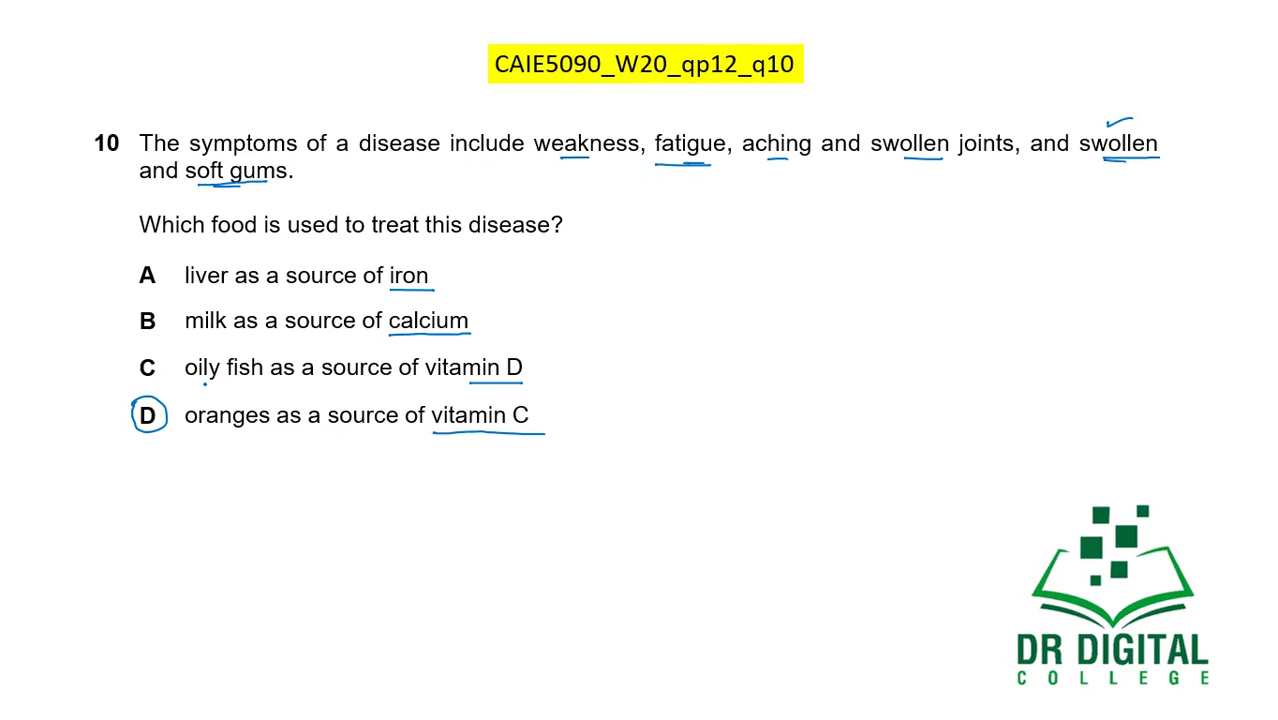 CAIE5090_W20_qp12_q10
10 The symptoms of a disease include weakness, fatigue, aching and swollen joints, and swollen
and soft gums.
Which food is used to treat this disease?
A liver as a source of iron
B milk as a source of calcium
C oily fish as a source of vitamin D
D oranges as a source of vitamin C
DR DIGITAL
COLLEGE